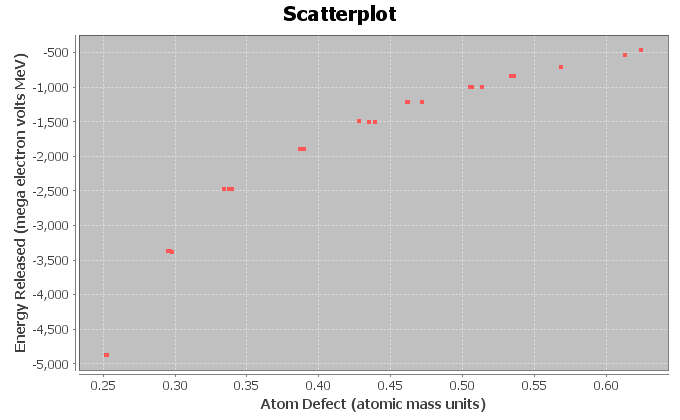 Scatterplot
Energy Released (mega electron volts MeV)
-500
-1,000
-1,500
-2,000
-2,500
-3,000
-3,500
-4,000
-4,500
-5,000
0.25 0.30 0.35 0.40 0.45 0.50 0.55 0.60
Atom Defect (atomic mass units)